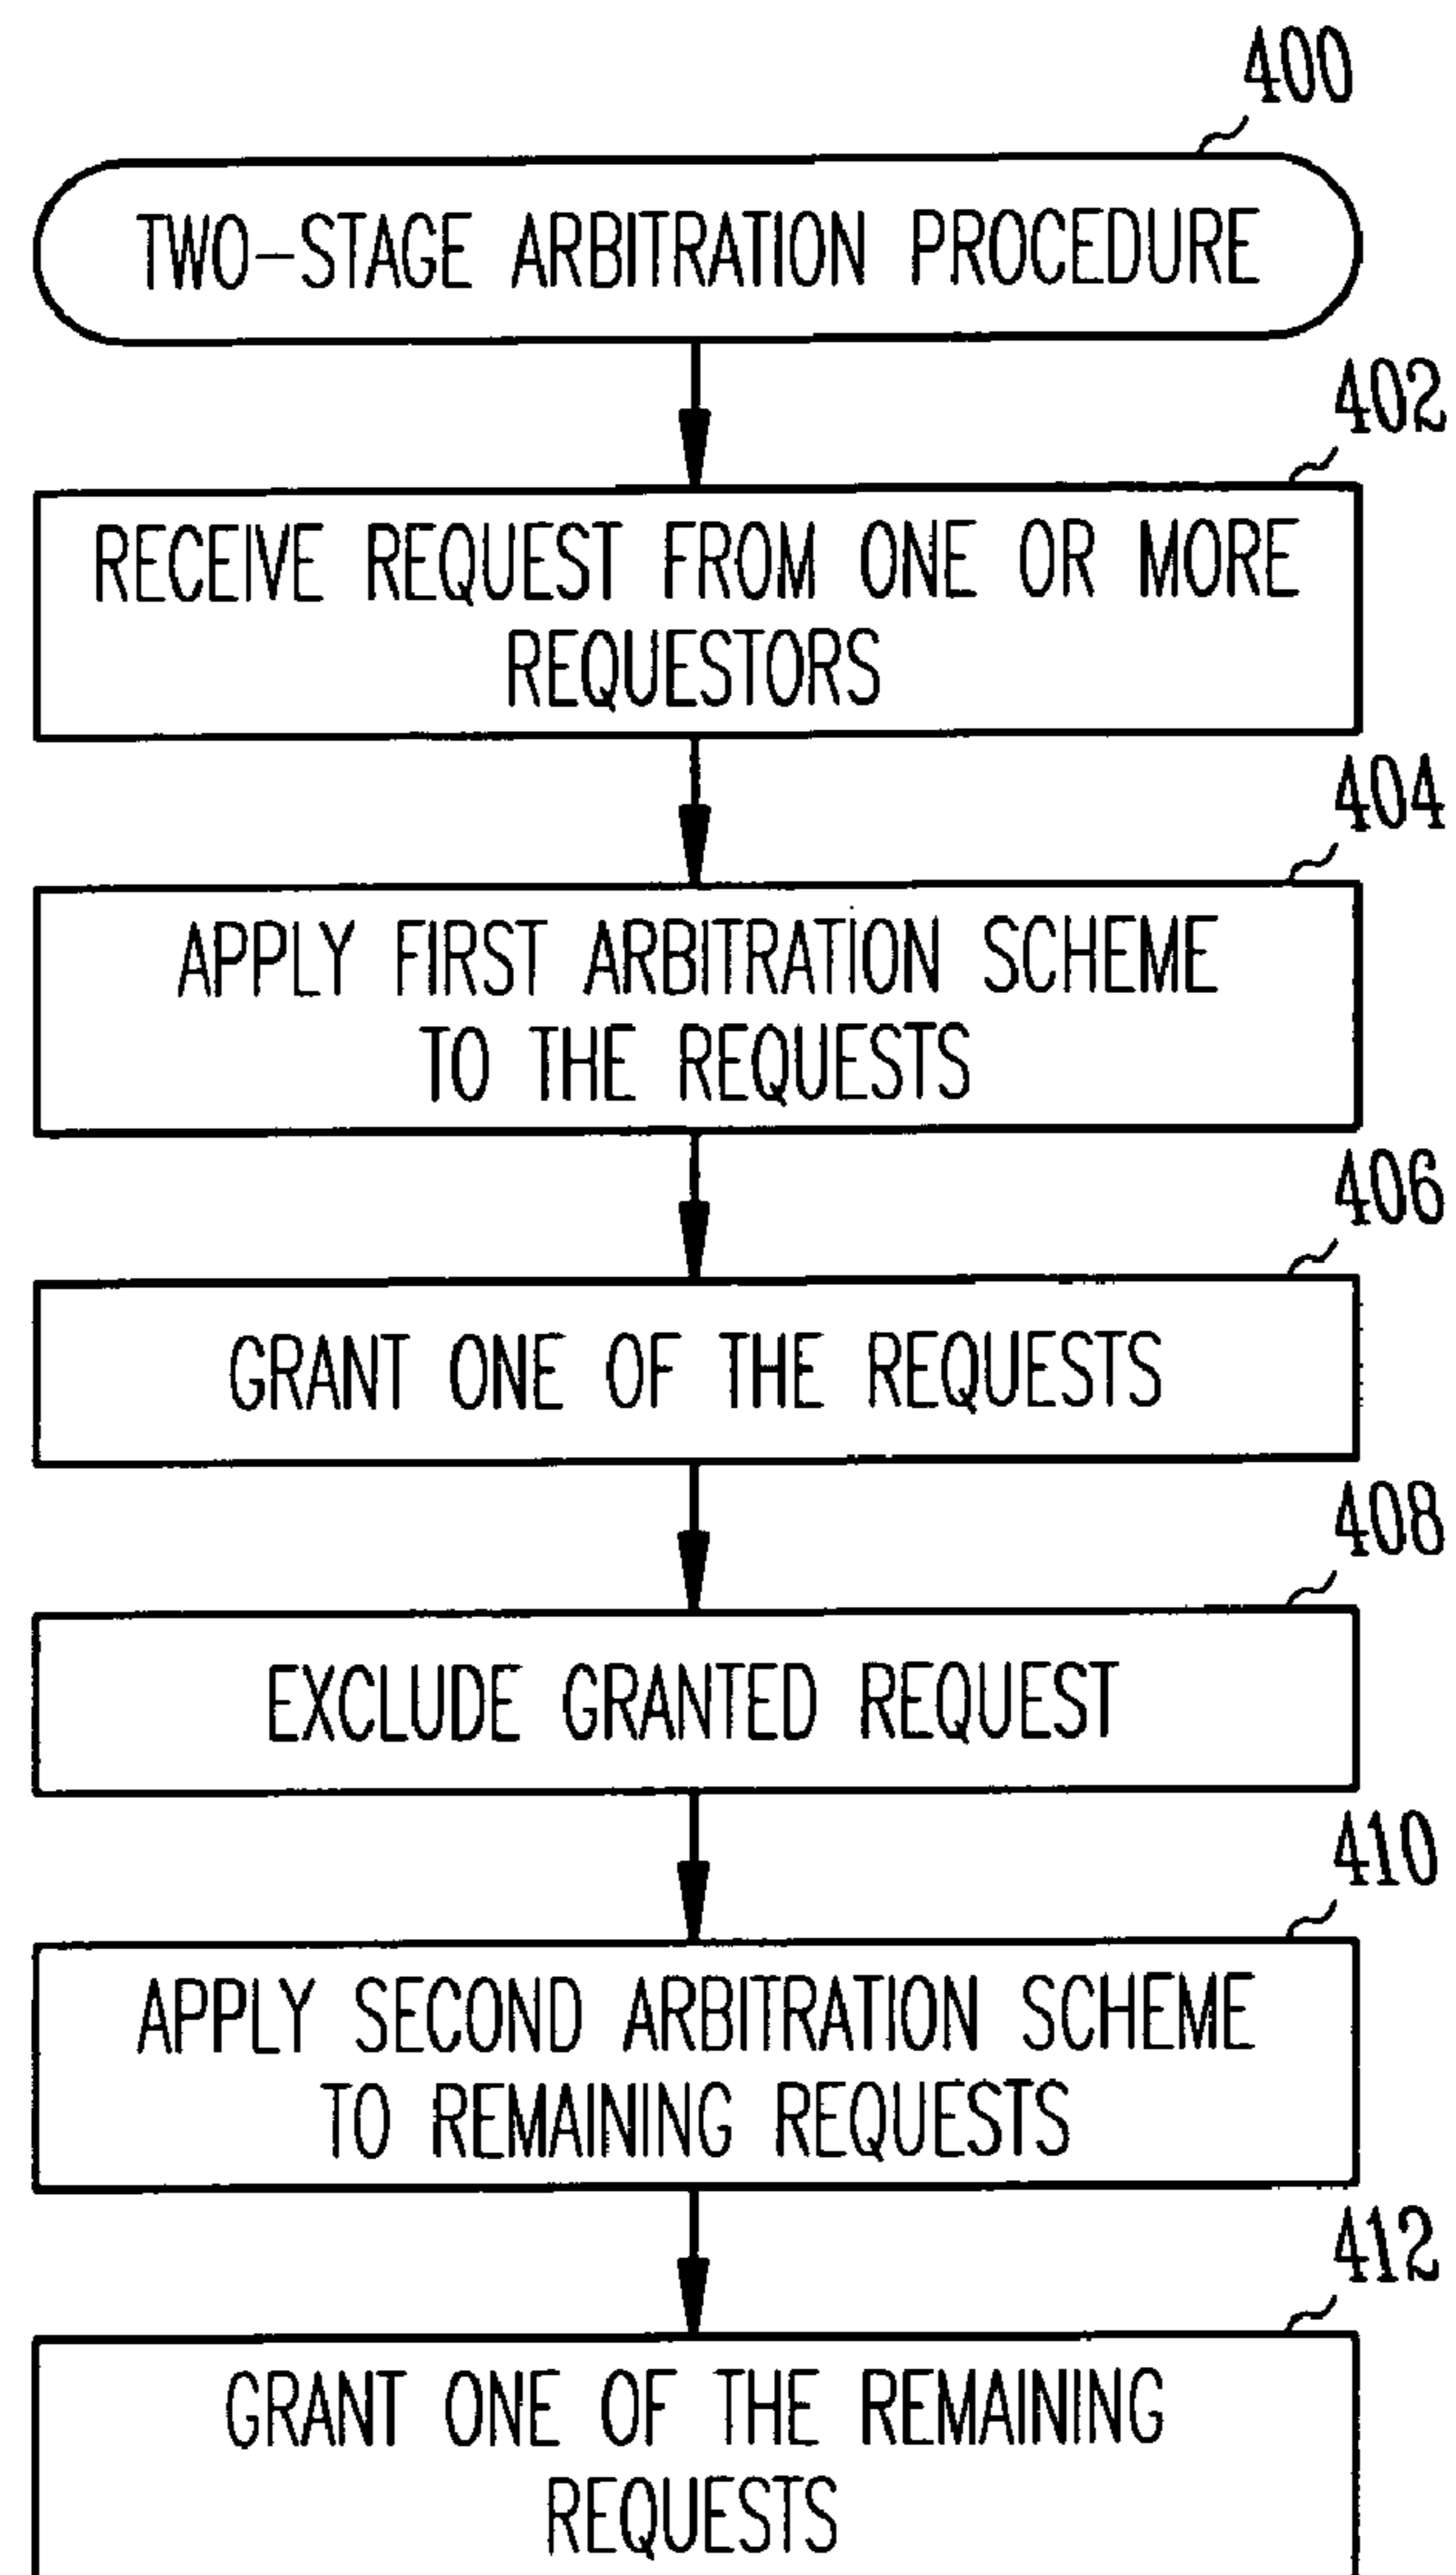 400
TWO-STAGE ARBITRATION PROCEDURE
402
RECEIVE REQUEST FROM ONE OR MORE
REQUESTORS
404
APPLY FIRST ARBITRATION SCHEME
TO THE REQUESTS
406
GRANT ONE OF THE REQUESTS
408
EXCLUDE GRANTED REQUEST
410
APPLY SECOND ARBITRATION SCHEME
TO REMAINING REQUESTS
412
GRANT ONE OF THE REMAINING
REQUESTS